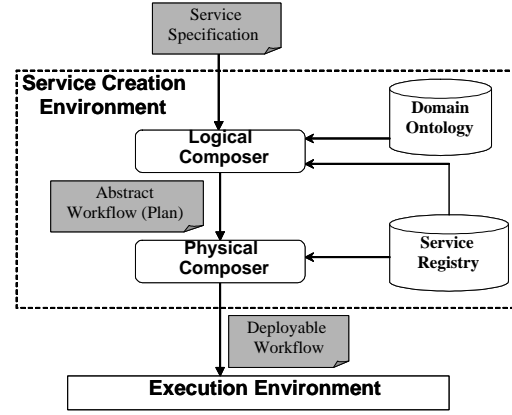 Service
Specification
Service Creation
Environment
Domain
Ontology
Logical
Composer
Abstract
Workflow (Plan)
Physical
Composer
Service
Registry
Deployable
Workflow
Execution Environment